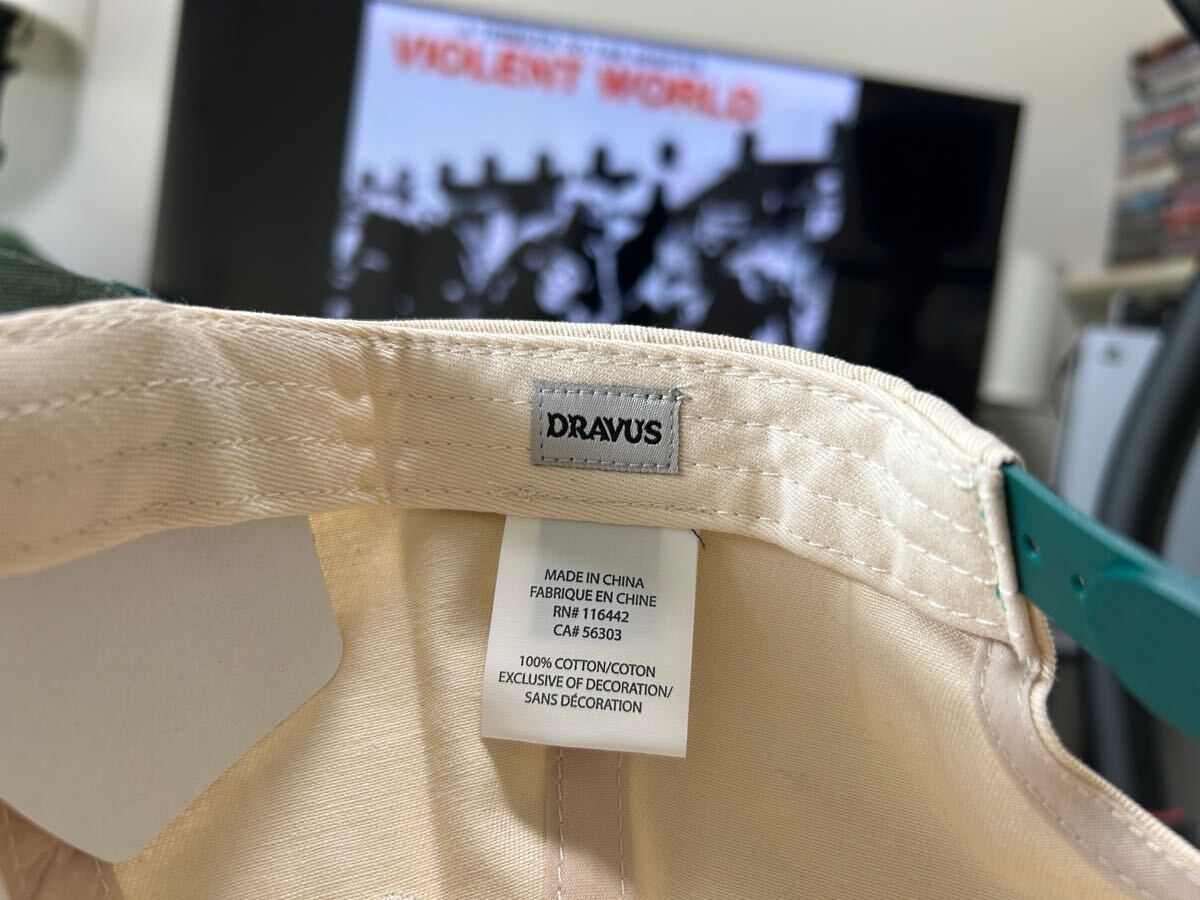 VIOLENT WORLD
DRAVUS
MADE IN CHINA
FABRIQUE EN CHINE
RN# 116442
CA# 56303
100% COTTON/COTON
EXCLUSIVE OF DECORATION/
SANS DÉCORATION